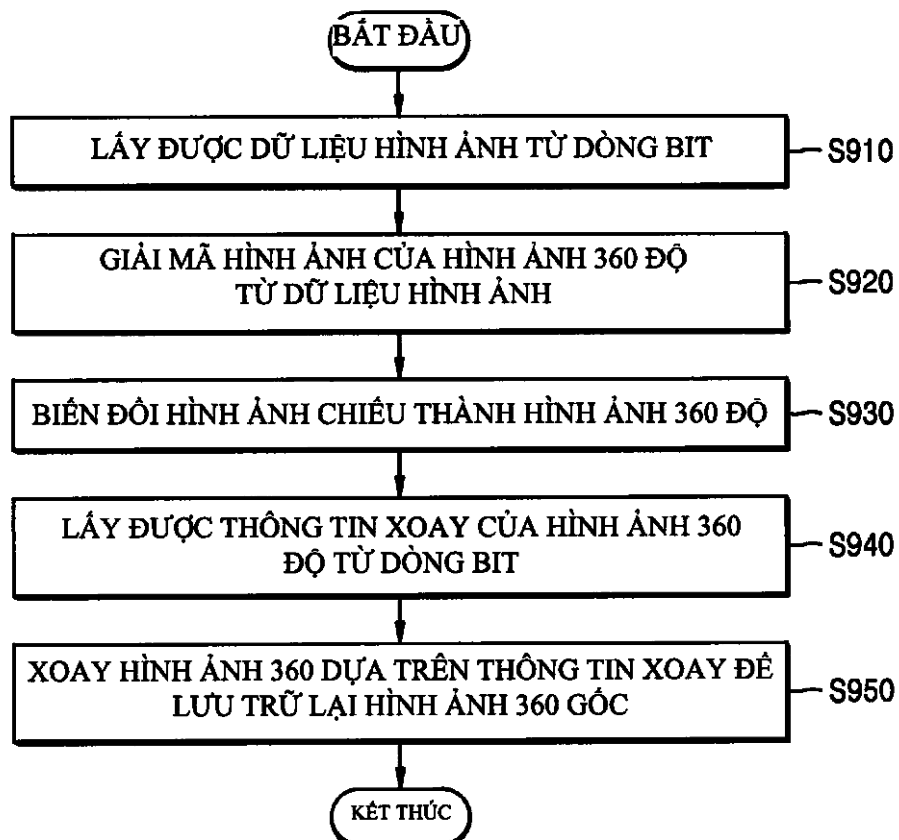 BẮT ĐẦU
LẤY ĐƯỢC DỮ LIỆU HÌNH ẢNH TỪ DÒNG BIT
S910
GIẢI MÃ HÌNH ẢNH CỦA HÌNH ẢNH 360 ĐỘ
TỪ DỮ LIỆU HÌNH ẢNH
S920
BIẾN ĐỔI HÌNH ẢNH CHIẾU THÀNH HÌNH ẢNH 360 ĐỘ
S930
LẤY ĐƯỢC THÔNG TIN XOAY CỦA HÌNH ẢNH 360
ĐỘ TỪ DÒNG BIT
S940
XOAY HÌNH ẢNH 360 DỰA TRÊN THÔNG TIN XOAY ĐỂ
LƯU TRỮ LẠI HÌNH ẢNH 360 GỐC
S950
KẾT THÚC